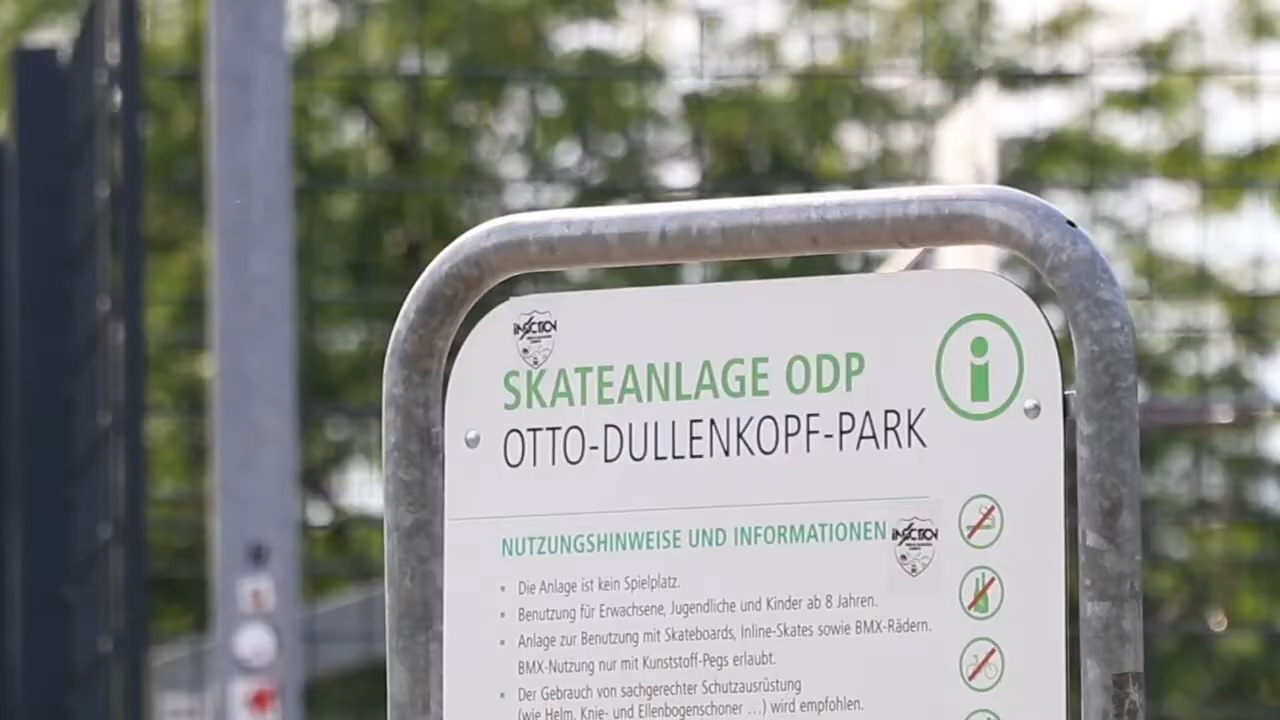 INSECTION
SKATEANLAGE ODP
OTTO-DULLENKOPF-PARK
NUTZUNGSHINWEISE UND INFORMATIONEN
INSECTION
Die Anlage ist kein Spielplatz.
Benutzung für Erwachsene, Jugendliche und Kinder ab 8 Jahren.
Anlage zur Benutzung mit Skateboards, Inline-Skates sowie BMX-Rädern.
BMX-Nutzung nur mit Kunststoff-Pegs erlaubt.
Der Gebrauch von sachgerechter Schutzausrüstung
(wie Helm, Knie- und Ellenbogenschoner ...) wird empfohlen.